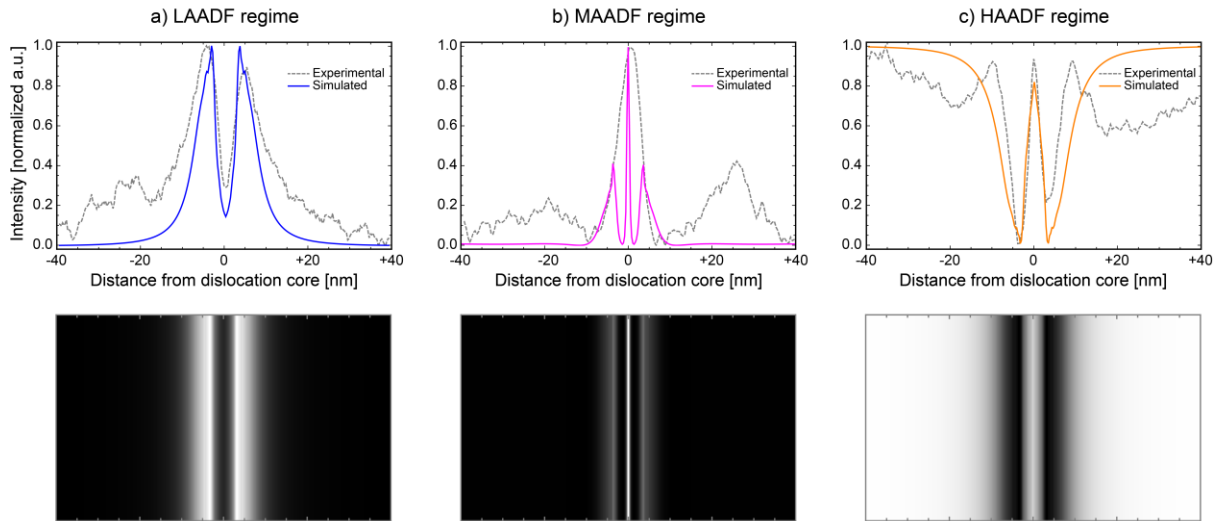 a) LAADF regime
b) MAADF regime
c) HAADF regime
Intensity [normalized a.u.]
1.0
0.8
0.6
0.4
0.2
0.0
Experimental
Simulated
-40
-20
0
+20
+40
Distance from dislocation core [nm]
1.0
0.8
0.6
0.4
0.2
0.0
Experimental
Simulated
-40
-20
0
+20
+40
Distance from dislocation core [nm]
1.0
0.8
0.6
0.4
0.2
0.0
Experimental
Simulated
-40
-20
0
+20
+40
Distance from dislocation core [nm]